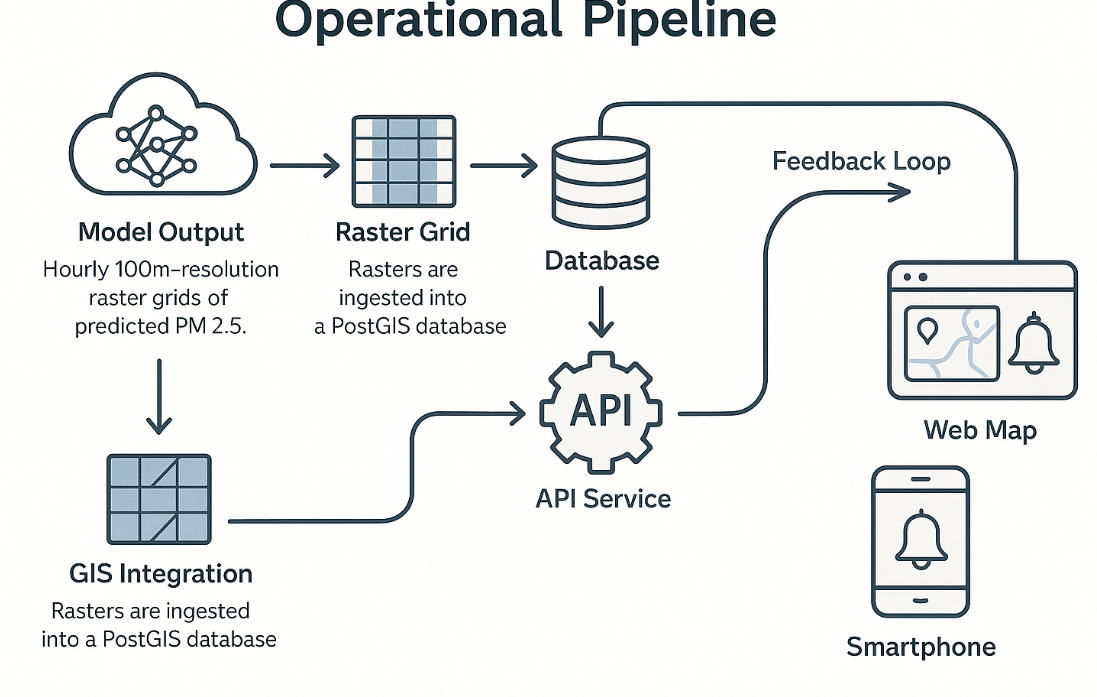 Operational Pipeline
Model Output
Hourly 100m–resolution
raster grids of
predicted PM 2.5.
Raster Grid
Rasters are
ingested into
a PostGIS database
Database
Feedback Loop
Web Map
API
API Service
GIS Integration
Rasters are ingested
into a PostGIS database
Smartphone